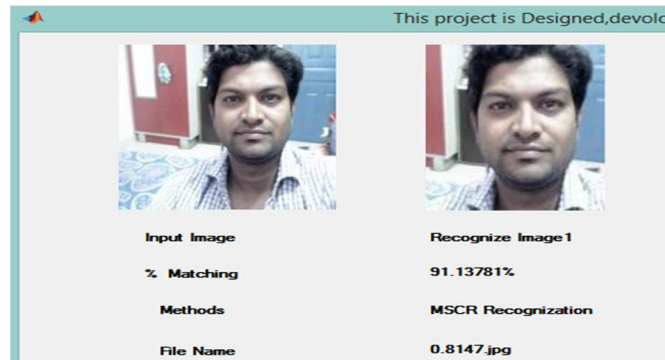 This project is Designed,devolo
Input Image Recognize Image1
% Matching 91.13781%
Methods MSCR Recognization
File Name 0.8147.jpg